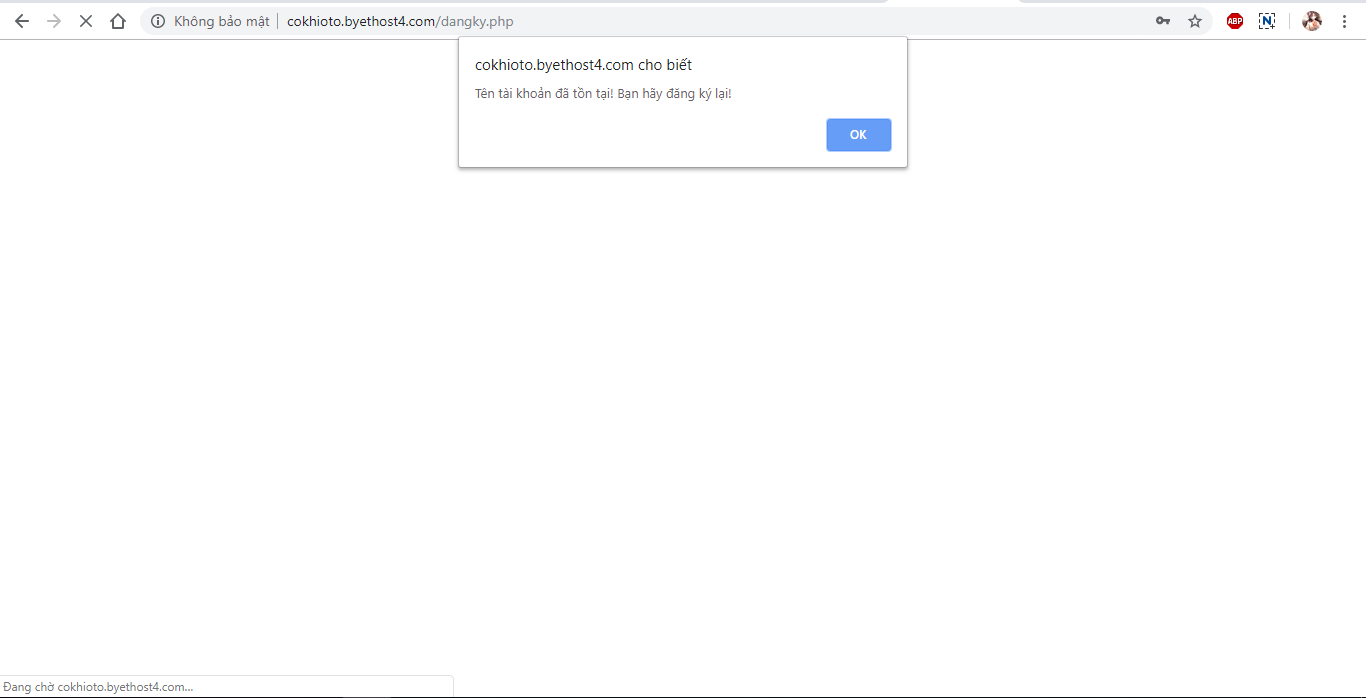 Không bảo mật | cokhioto.byethost4.com/dangky.php
ABP
N
cokhioto.byethost4.com cho biết
Tên tài khoản đã tồn tại! Bạn hãy đăng ký lại!
OK
Đang chờ cokhioto.byethost4.com...